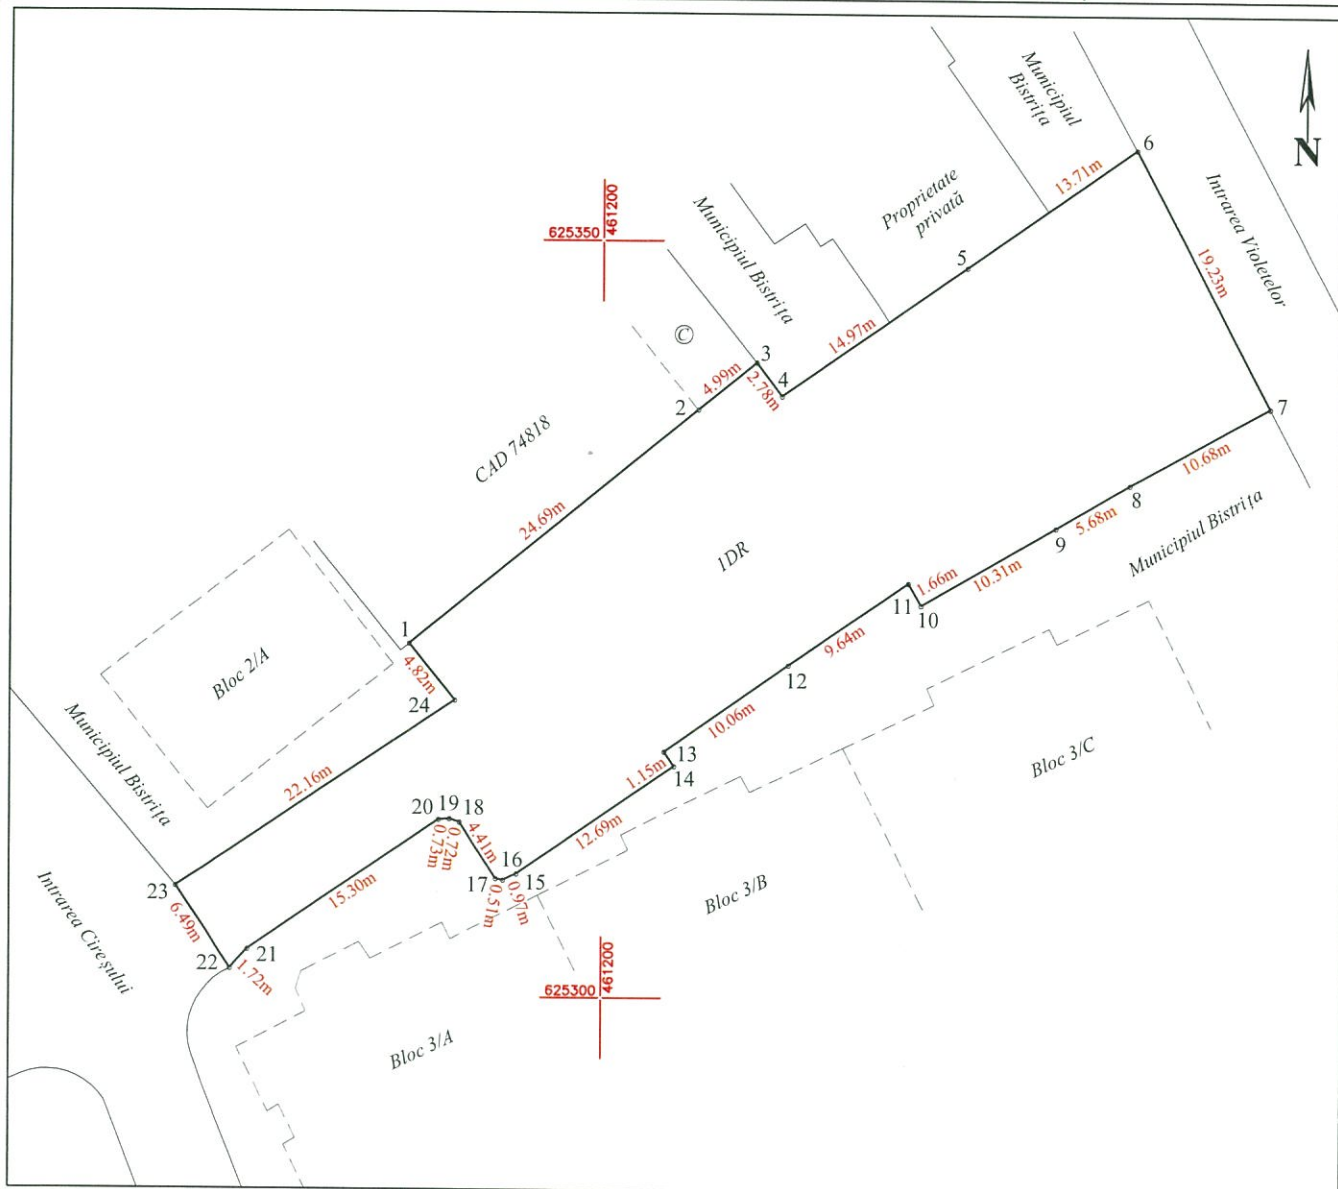 Municipiul
Bistrița
6
N
Proprietate
privată
13.71m
Intrarea Violetelor
461200
625350
Municipiul Bistrița
5
19.23m
14.97m
©
3
4.99m
2.78m
4
2
7
CAD 74818
10.68m
8
24.69m
5.68m
9
Municipiul Bistrița
1DR
10.31m
1.66m
11
10
1
4.82m
9.64m
Bloc 2/A
24
12
Municipiul Bistrița
10.06m
13
14
1.15m
Bloc 3/C
22.16m
20
19
18
0.73m
0.72m
4.41m
12.69m
16
17
15
0.51m
0.97m
23
15.30m
6.49m
Bloc 3/B
Intrarea Cireșului
21
22
1.72m
461200
625300
Bloc 3/A